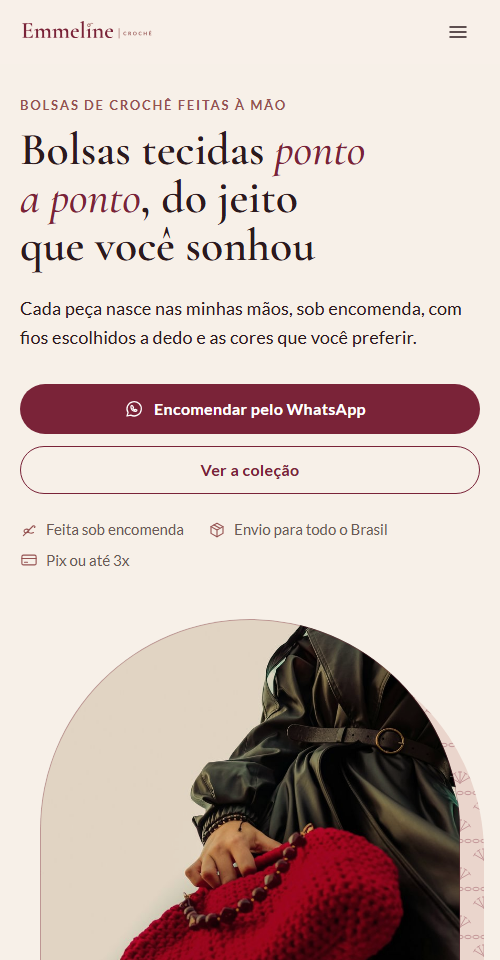 Emmeline | CROCHÊ
BOLSAS DE CROCHÊ FEITAS À MÃO
Bolsas tecidas ponto
a ponto, do jeito
que você sonhou
Cada peça nasce nas minhas mãos, sob encomenda, com
fios escolhidos a dedo e as cores que você preferir.
Encomendar pelo WhatsApp
Ver a coleção
Feita sob encomenda Envio para todo o Brasil
Pix ou até 3x